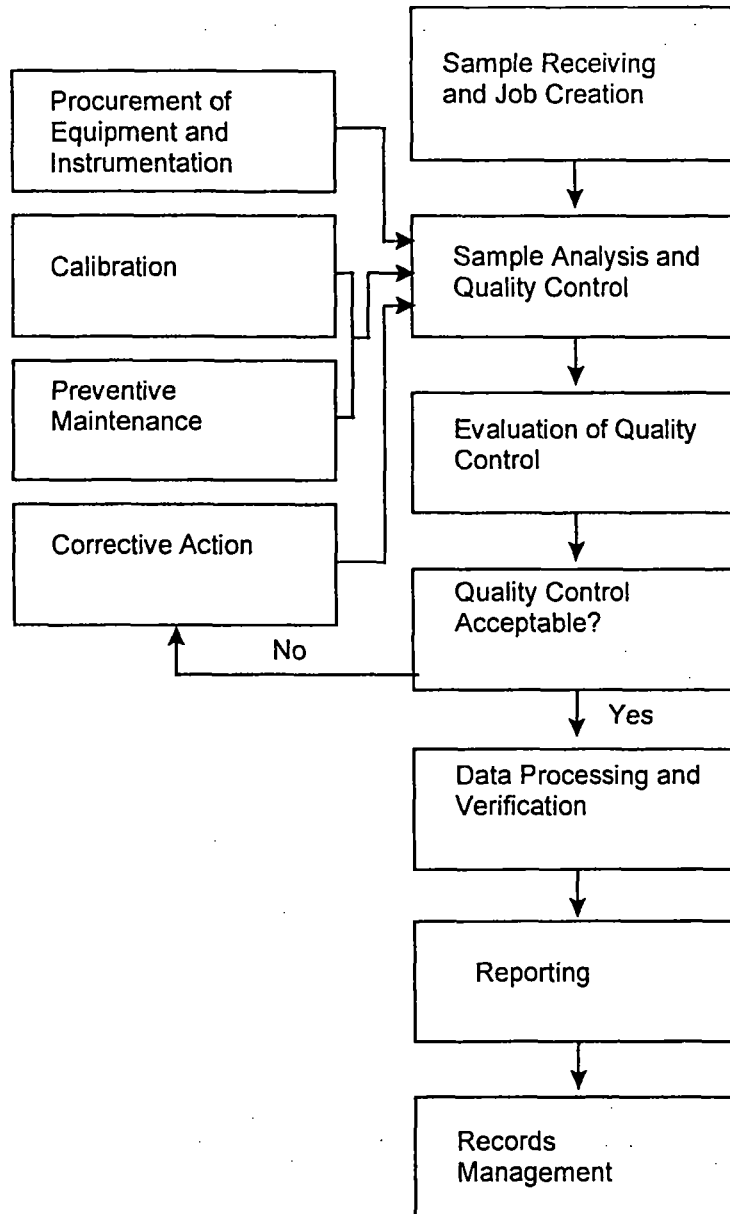 Sample Receiving
and Job Creation
Procurement of
Equipment and
Instrumentation
Calibration
Sample Analysis and
Quality Control
Preventive
Maintenance
Evaluation of Quality
Control
Corrective Action
Quality Control
Acceptable?
No
Yes
Data Processing and
Verification
Reporting
Records
Management